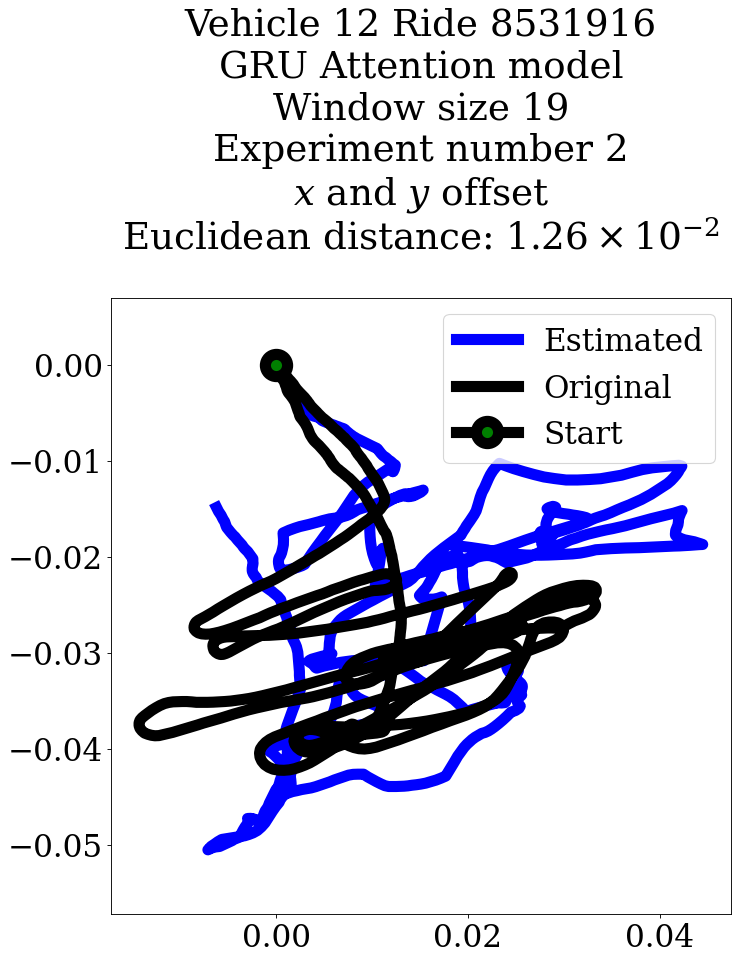 Vehicle 12 Ride 8531916
GRU Attention model
Window size 19
Experiment number 2
x and y offset
Euclidean distance: 1.26 × 10⁻²
Estimated
Original
Start
0.00
−0.01
−0.02
−0.03
−0.04
−0.05
0.00 0.02 0.04